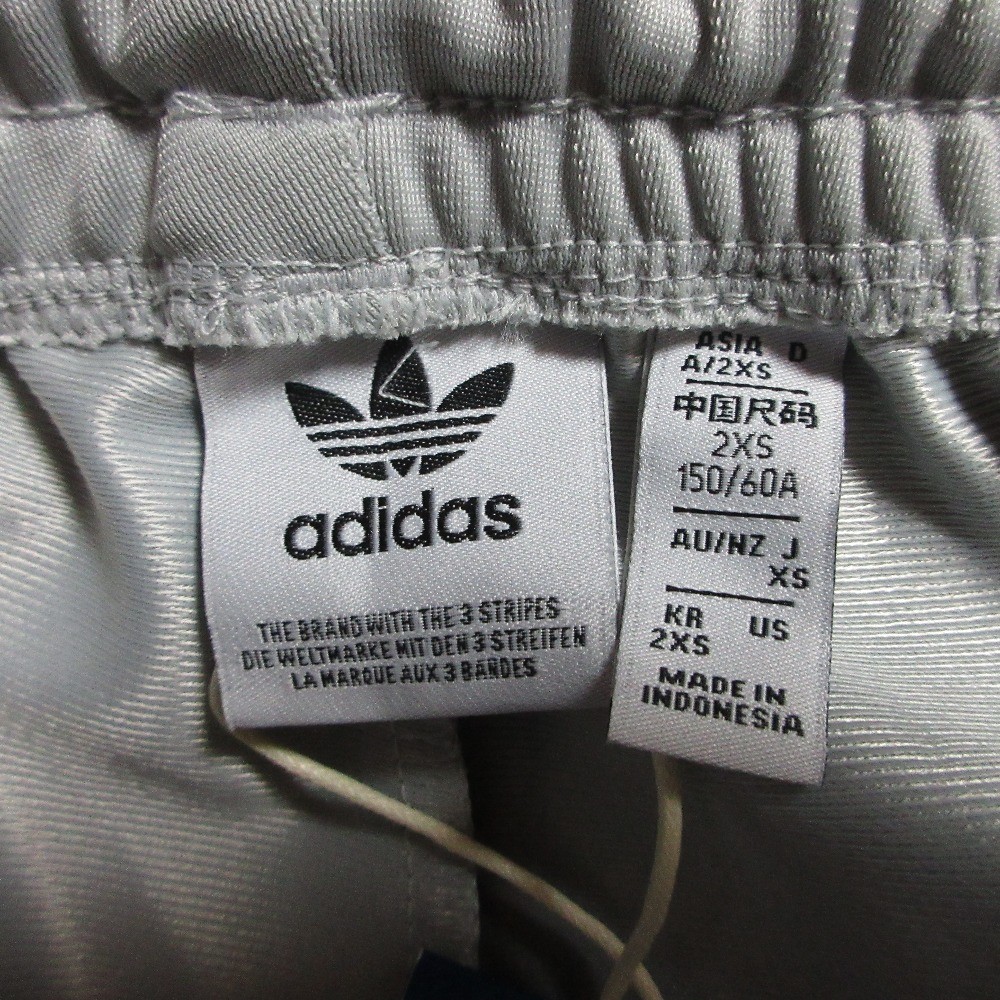 adidas
THE BRAND WITH THE 3 STRIPES
DIE WELTMARKE MIT DEN 3 STREIFEN
LA MARQUE AUX 3 BANDES
ASIA D
A/2XS
中国尺码
2XS
150/60A
AU/NZ J
XS
KR US
2XS
MADE IN
INDONESIA